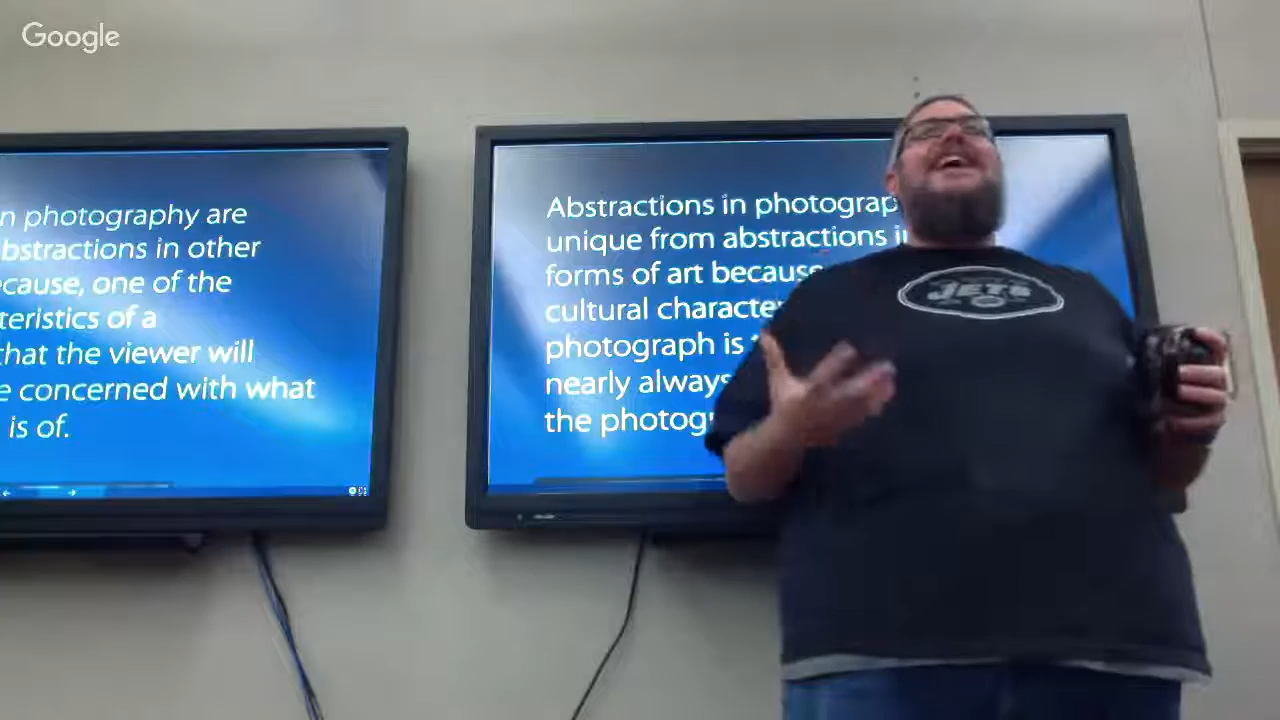 Google
n photography are
bstractions in other
cause, one of the
teristics of a
that the viewer will
e concerned with what
is of.
Abstractions in photograp
unique from abstractions i
forms of art because
cultural characte
photograph is
nearly always
the photog
JETS